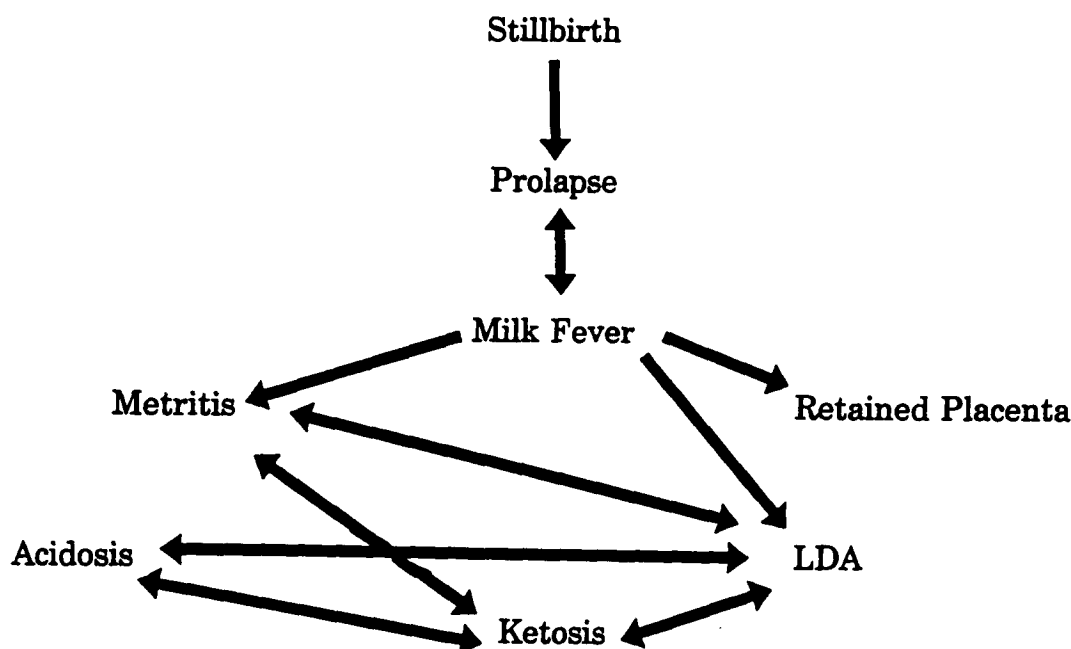 Stillbirth
Prolapse
Milk Fever
Metritis
Retained Placenta
Acidosis
LDA
Ketosis